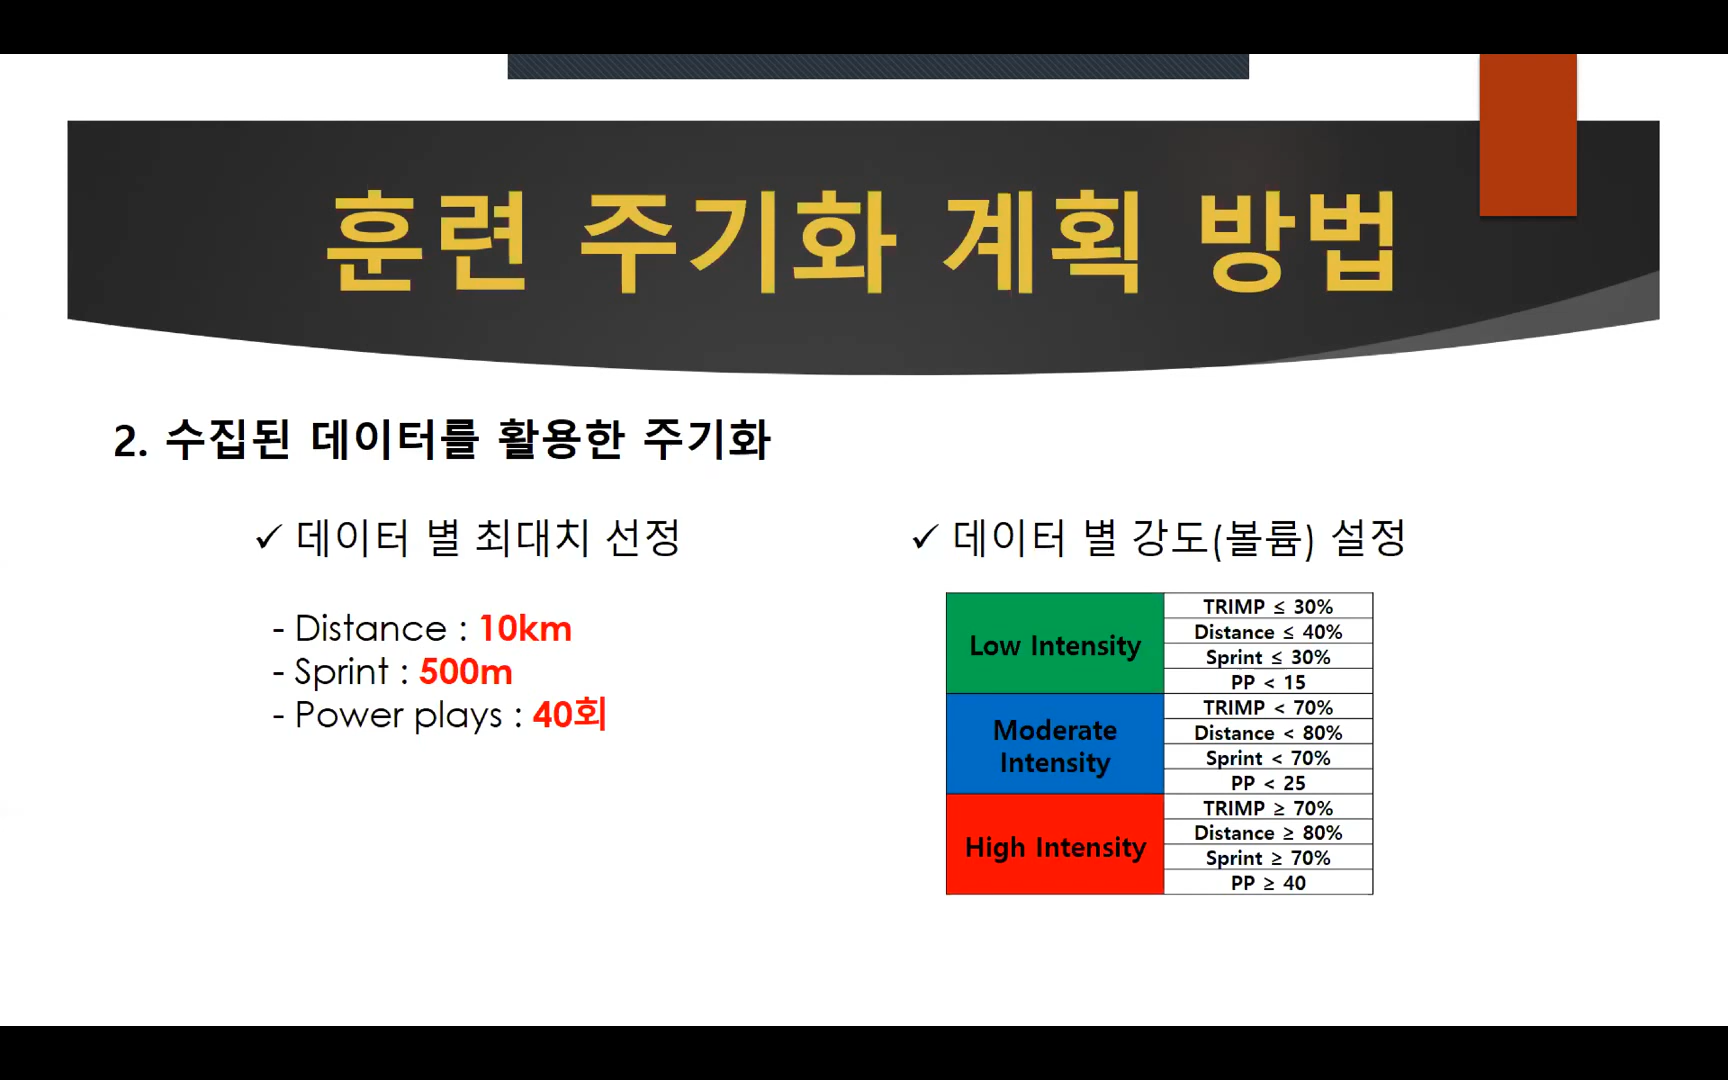 훈련 주기화 계획 방법
2. 수집된 데이터를 활용한 주기화
✓ 데이터 별 최대치 선정
- Distance : 10km
- Sprint : 500m
- Power plays : 40회
✓ 데이터 별 강도(볼륨) 설정
Low Intensity
TRIMP ≤ 30%
Distance ≤ 40%
Sprint ≤ 30%
PP < 15
Moderate
Intensity
TRIMP < 70%
Distance < 80%
Sprint < 70%
PP < 25
High Intensity
TRIMP ≥ 70%
Distance ≥ 80%
Sprint ≥ 70%
PP ≥ 40